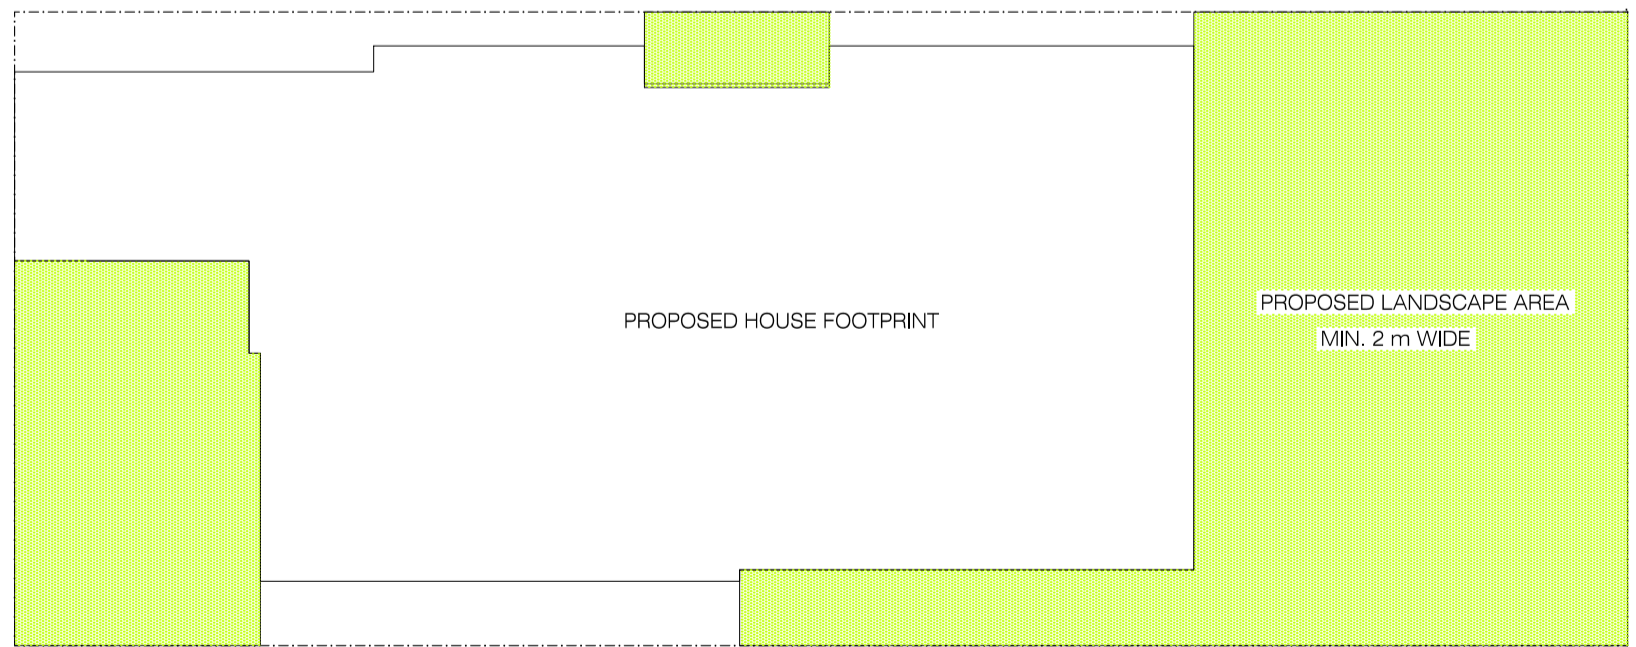 PROPOSED HOUSE FOOTPRINT
PROPOSED LANDSCAPE AREA
MIN. 2 m WIDE